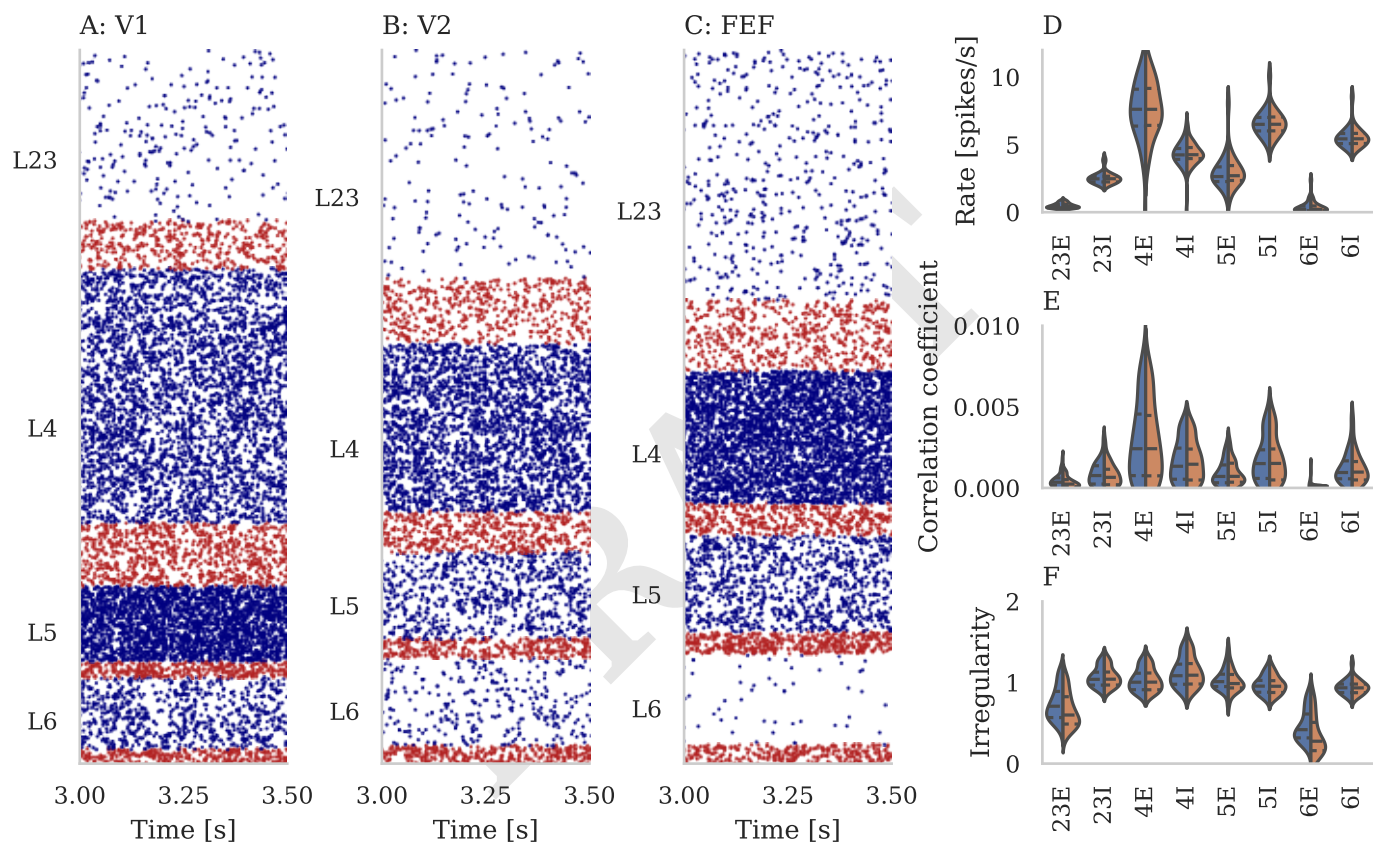 A: V1
B: V2
C: FEF
D
L23
L4
L5
L6
3.00 3.25 3.50
Time [s]
L23
L4
L5
L6
3.00 3.25 3.50
Time [s]
L23
L4
L5
L6
3.00 3.25 3.50
Time [s]
Rate [spikes/s]
10
5
0
23E 23I 4E 4I 5E 5I 6E 6I
E
Correlation coefficient
0.010
0.005
0.000
23E 23I 4E 4I 5E 5I 6E 6I
F
Irregularity
2
1
0
23E 23I 4E 4I 5E 5I 6E 6I